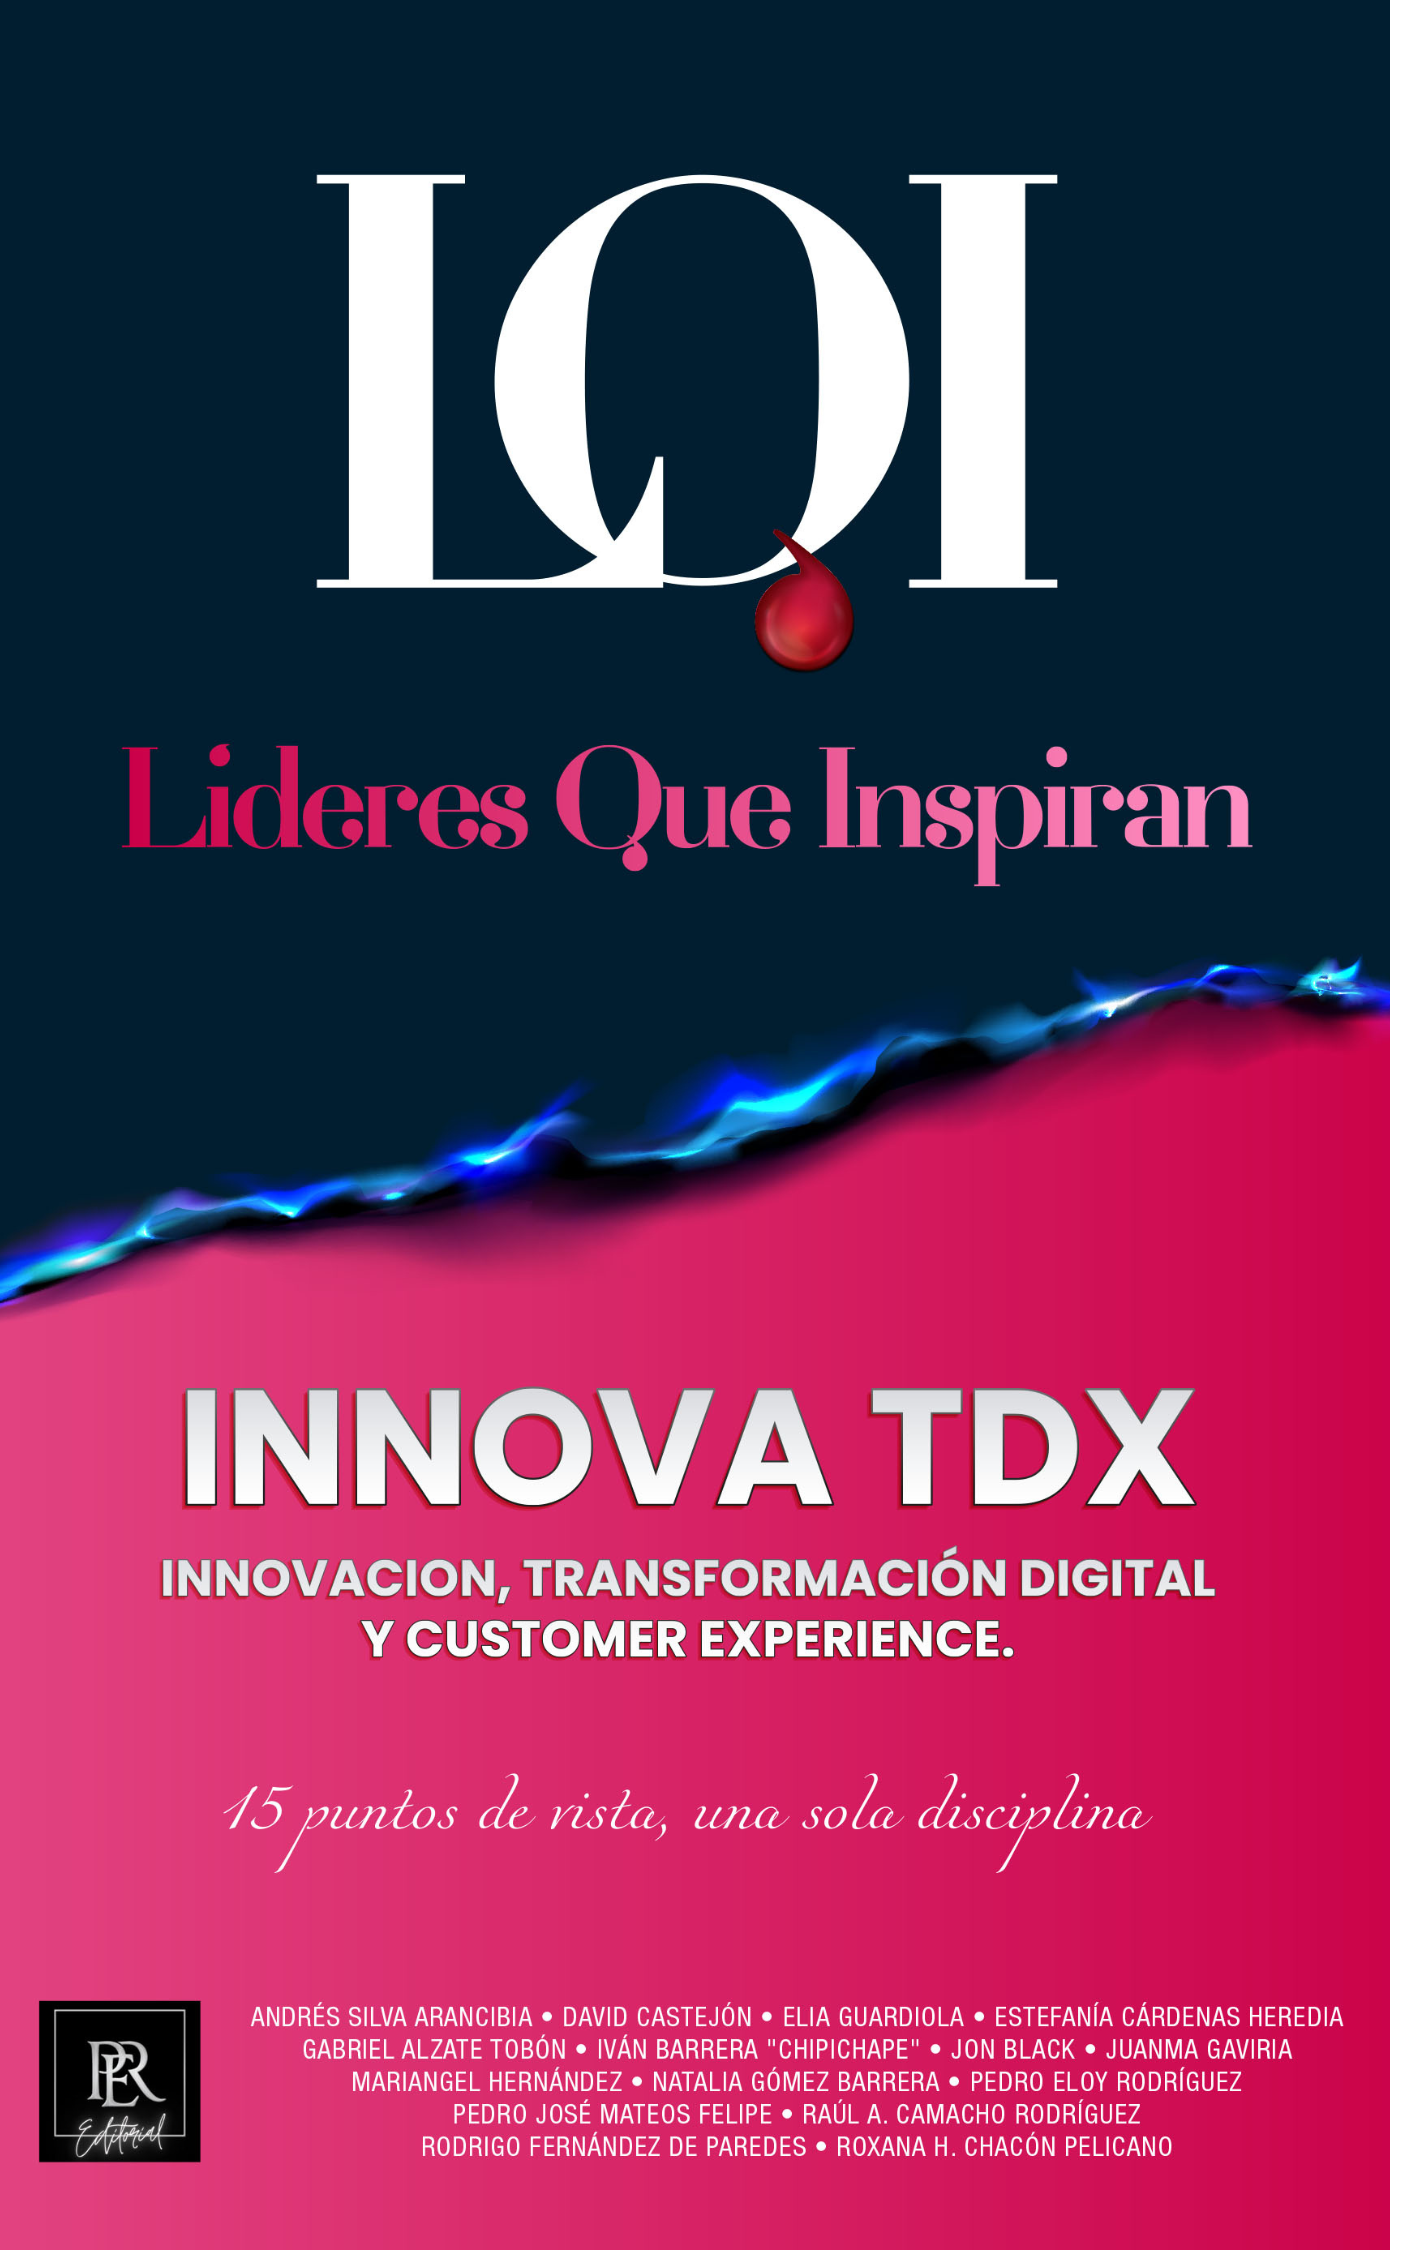 LQI
Lideres Que Inspiran
INNOVA TDX
INNOVACION, TRANSFORMACIÓN DIGITAL
Y CUSTOMER EXPERIENCE.
15 puntos de vista, una sola disciplina
ANDRÉS SILVA ARANCIBIA • DAVID CASTEJÓN • ELIA GUARDIOLA • ESTEFANÍA CÁRDENAS HEREDIA
GABRIEL ALZATE TOBÓN • IVÁN BARRERA "CHIPICHAPE" • JON BLACK • JUANMA GAVIRIA
MARIANGEL HERNÁNDEZ • NATALIA GÓMEZ BARRERA • PEDRO ELOY RODRÍGUEZ
PEDRO JOSÉ MATEOS FELIPE • RAÚL A. CAMACHO RODRÍGUEZ
RODRIGO FERNÁNDEZ DE PAREDES • ROXANA H. CHACÓN PELICANO
PER
Editorial